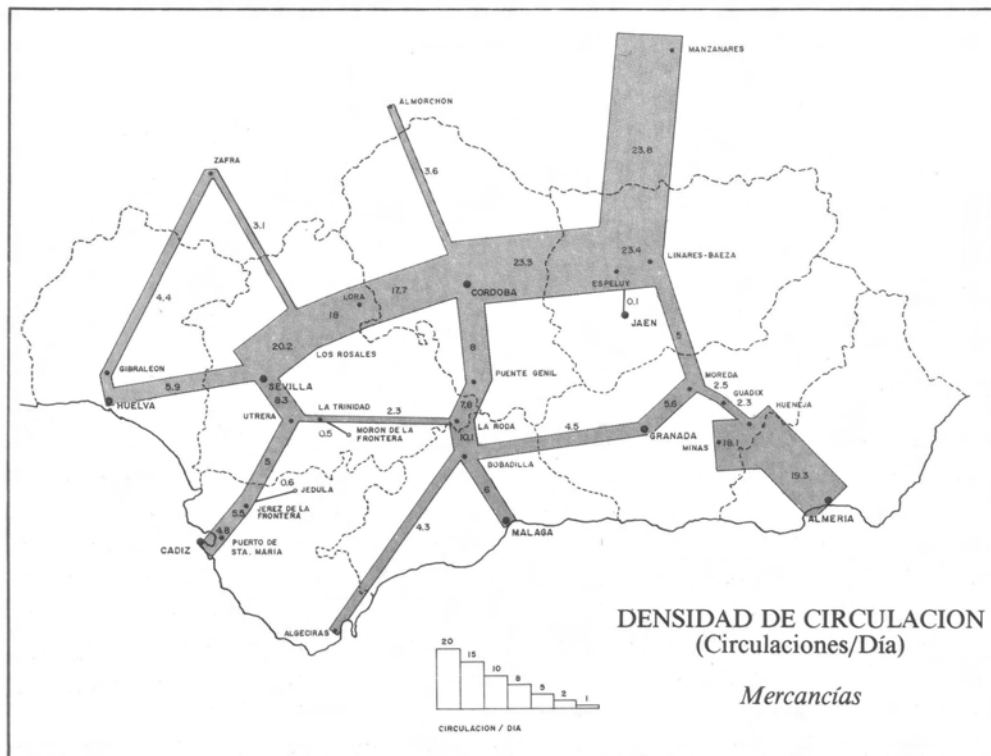 MANZANARES
ALMORCHON
23.8
ZAFRA
3.6
3.1
23.4
LINARES-BAEZA
23.3
ESPELUY
CORDOBA
17.7
LORA
18
0.1
JAEN
4.4
20.2
LOS ROSALES
5
8
GIBRALEON
5.9
SEVILLA
PUENTE GENIL
MOREDA
2.5
GUADIX
HUELVA
8.3
LA TRINIDAD
2.3
7.8
5.6
2.3
HUENEJA
UTRERA
0.5
MORON DE LA
FRONTERA
LA RODA
GRANADA
10.1
4.5
MINAS
18.1
BOBADILLA
5
19.3
0.6
JEDULA
6
5.5
JEREZ DE LA
FRONTERA
4.3
ALMERIA
4.8
MALAGA
CADIZ
PUERTO DE
STA. MARIA
ALGECIRAS
DENSIDAD DE CIRCULACION
(Circulaciones/Día)
Mercancías
20
15
10
8
5
2
1
CIRCULACION / DIA